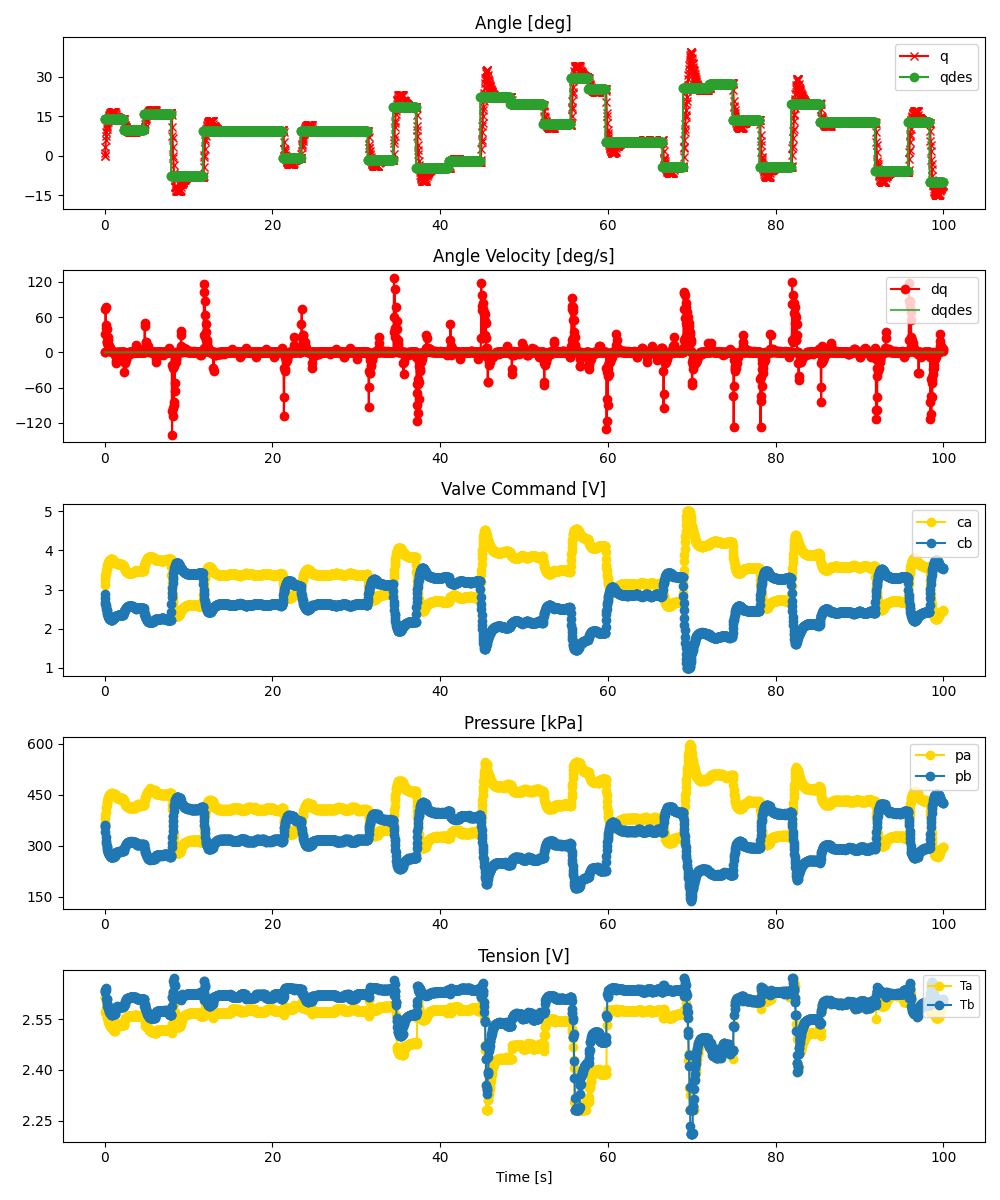 Angle [deg]
30
15
0
−15
q
qdes
0 20 40 60 80 100
Angle Velocity [deg/s]
120
60
0
−60
−120
dq
dqdes
0 20 40 60 80 100
Valve Command [V]
5
4
3
2
1
ca
cb
0 20 40 60 80 100
Pressure [kPa]
600
450
300
150
pa
pb
0 20 40 60 80 100
Tension [V]
2.55
2.40
2.25
Ta
Tb
0 20 40 60 80 100
Time [s]